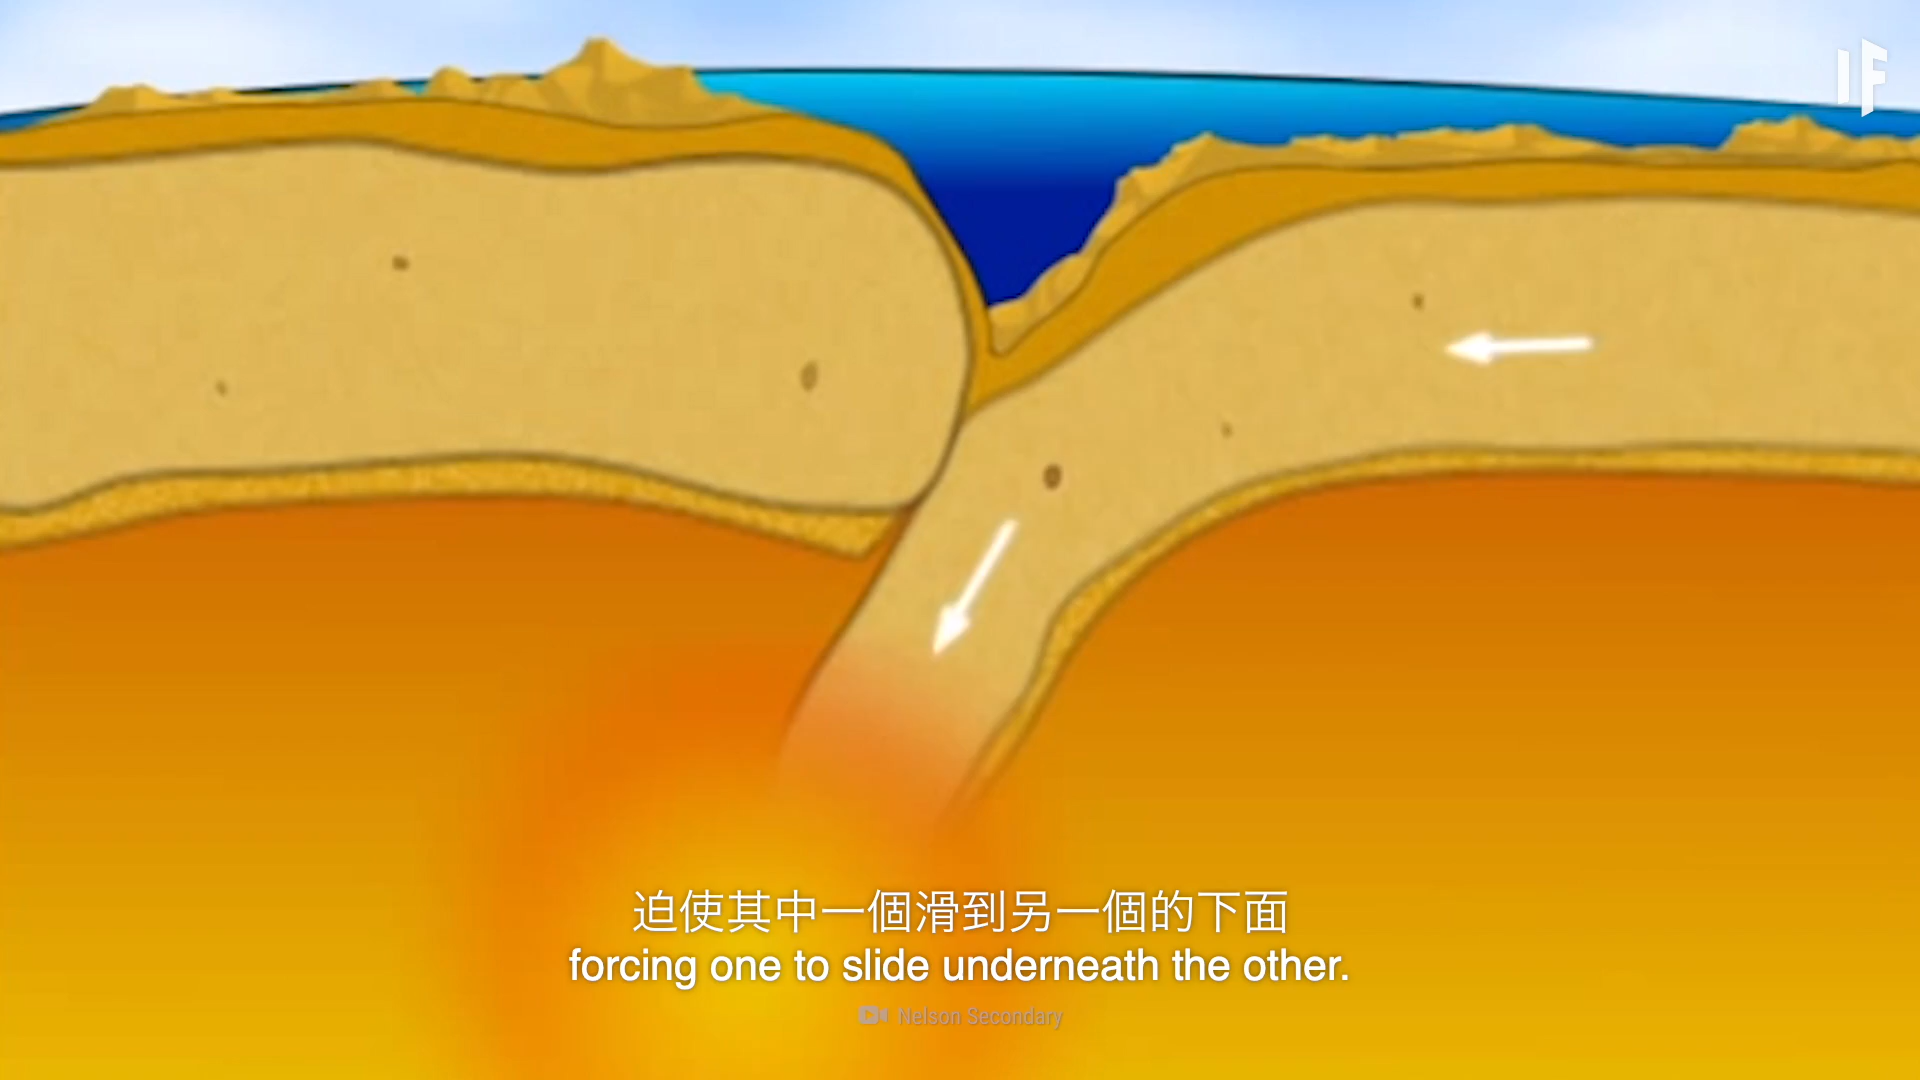 IF
迫使其中一個滑到另一個的下面
forcing one to slide underneath the other.
Nelson Secondary